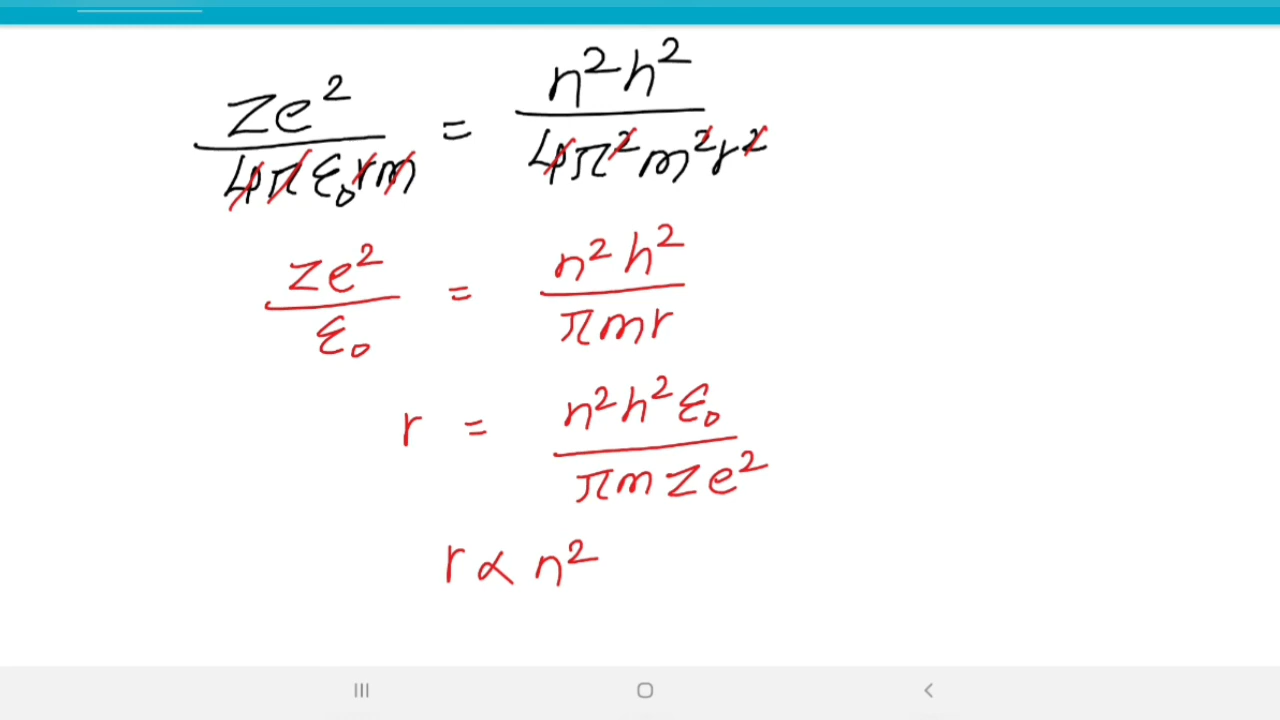 Ze²/4πε₀rm = n²h²/4π²m²r²
Ze²/ε₀ = n²h²/πmr
r = n²h²ε₀/πmZe²
r ∝ n²